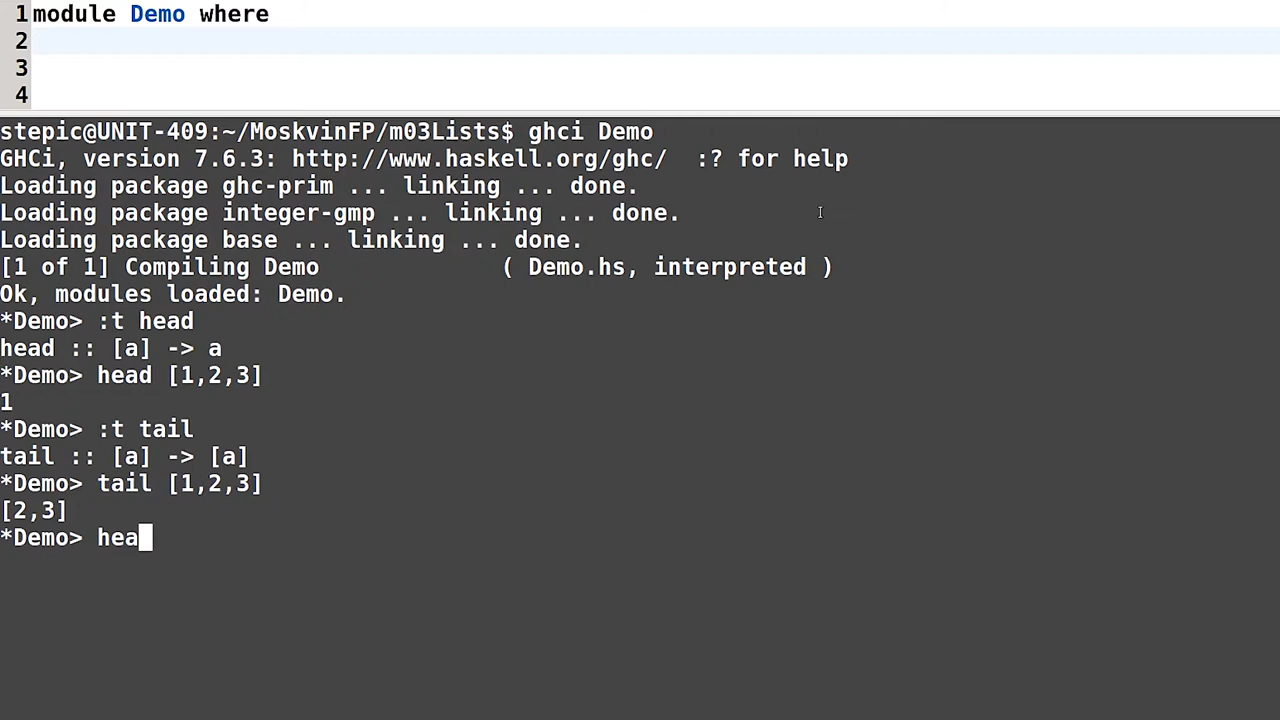 1 module Demo where
2
3
4
stepic@UNIT-409:~/MoskvinFP/m03Lists$ ghci Demo
GHCi, version 7.6.3: http://www.haskell.org/ghc/  :? for help
Loading package ghc-prim ... linking ... done.
Loading package integer-gmp ... linking ... done.
Loading package base ... linking ... done.
[1 of 1] Compiling Demo             ( Demo.hs, interpreted )
Ok, modules loaded: Demo.
*Demo> :t head
head :: [a] -> a
*Demo> head [1,2,3]
1
*Demo> :t tail
tail :: [a] -> [a]
*Demo> tail [1,2,3]
[2,3]
*Demo> hea